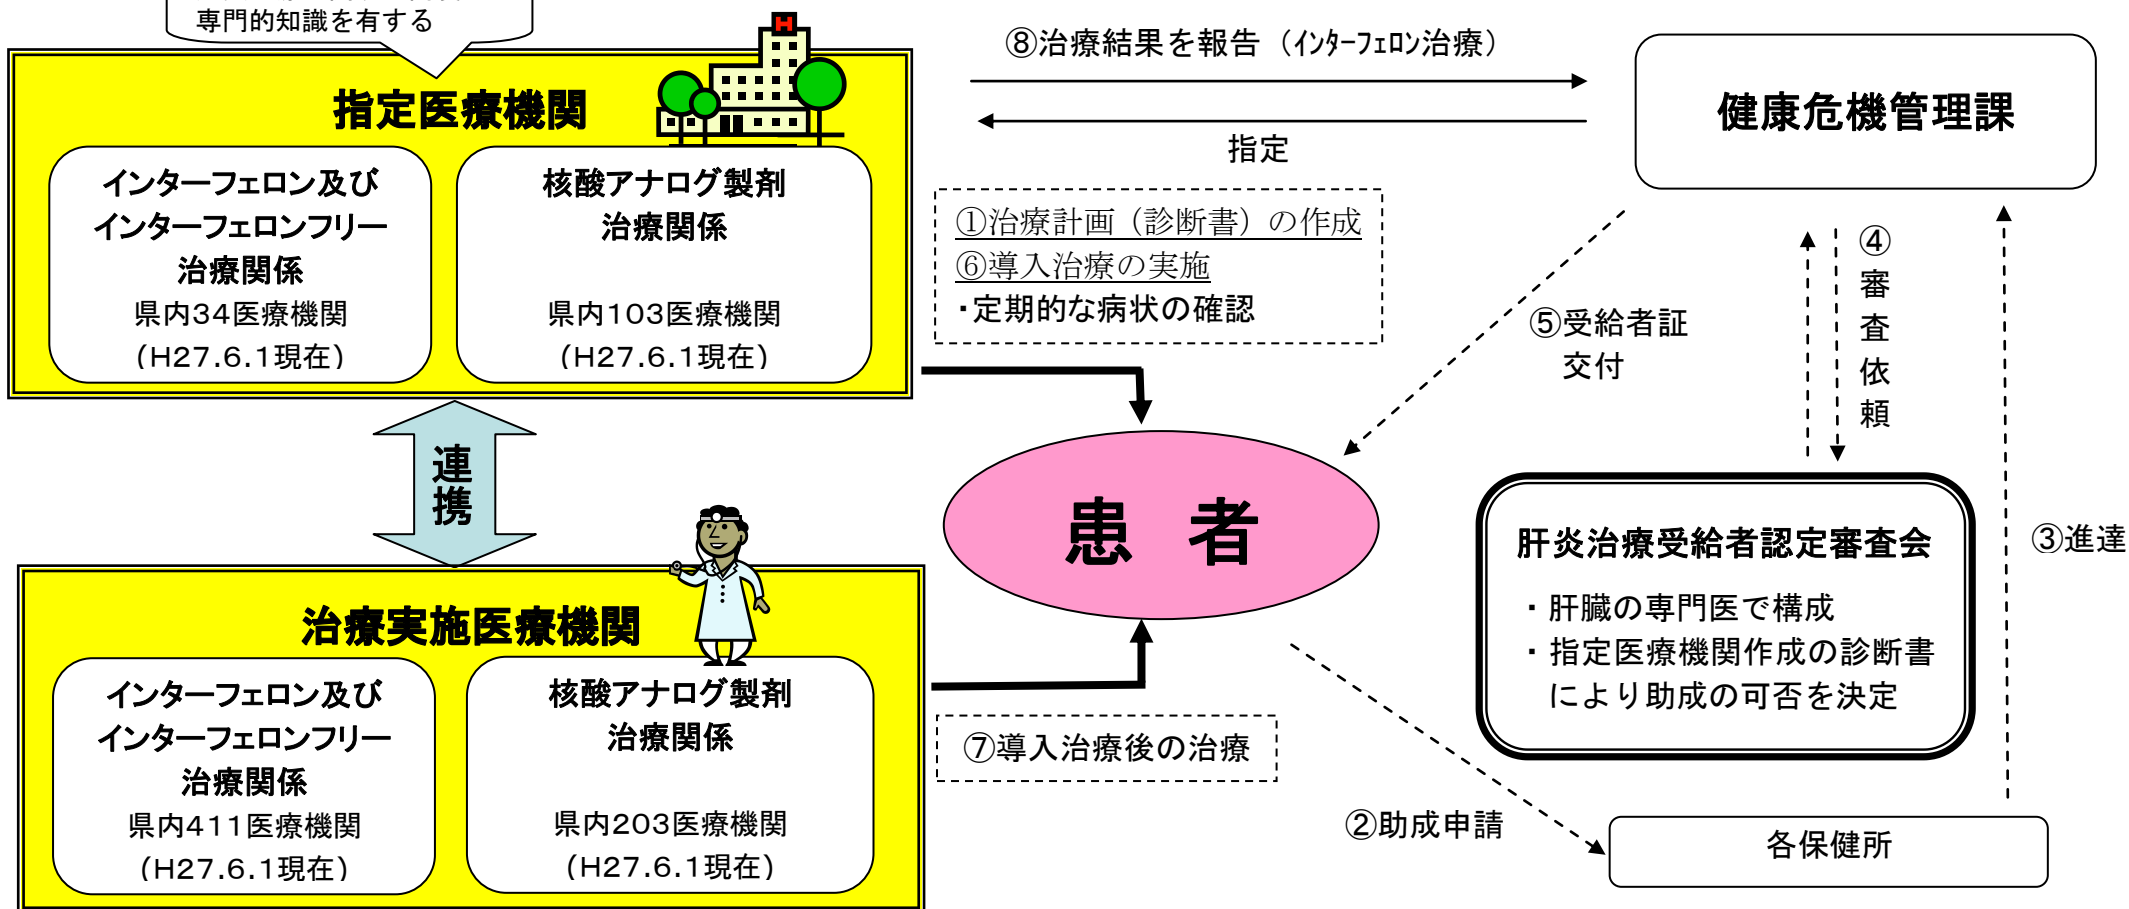 専門的知識を有する
指定医療機関
インターフェロン及び
インターフェロンフリー
治療関係
県内34医療機関
(H27.6.1現在)
核酸アナログ製剤
治療関係
県内103医療機関
(H27.6.1現在)
⑧治療結果を報告（ｲﾝﾀｰﾌｪﾛﾝ治療）
指定
健康危機管理課
①治療計画（診断書）の作成
⑥導入治療の実施
・定期的な病状の確認
⑤受給者証
交付
④審査依頼
③進達
連携
患 者
肝炎治療受給者認定審査会
・肝臓の専門医で構成
・指定医療機関作成の診断書
により助成の可否を決定
治療実施医療機関
インターフェロン及び
インターフェロンフリー
治療関係
県内411医療機関
(H27.6.1現在)
核酸アナログ製剤
治療関係
県内203医療機関
(H27.6.1現在)
⑦導入治療後の治療
②助成申請
各保健所
H